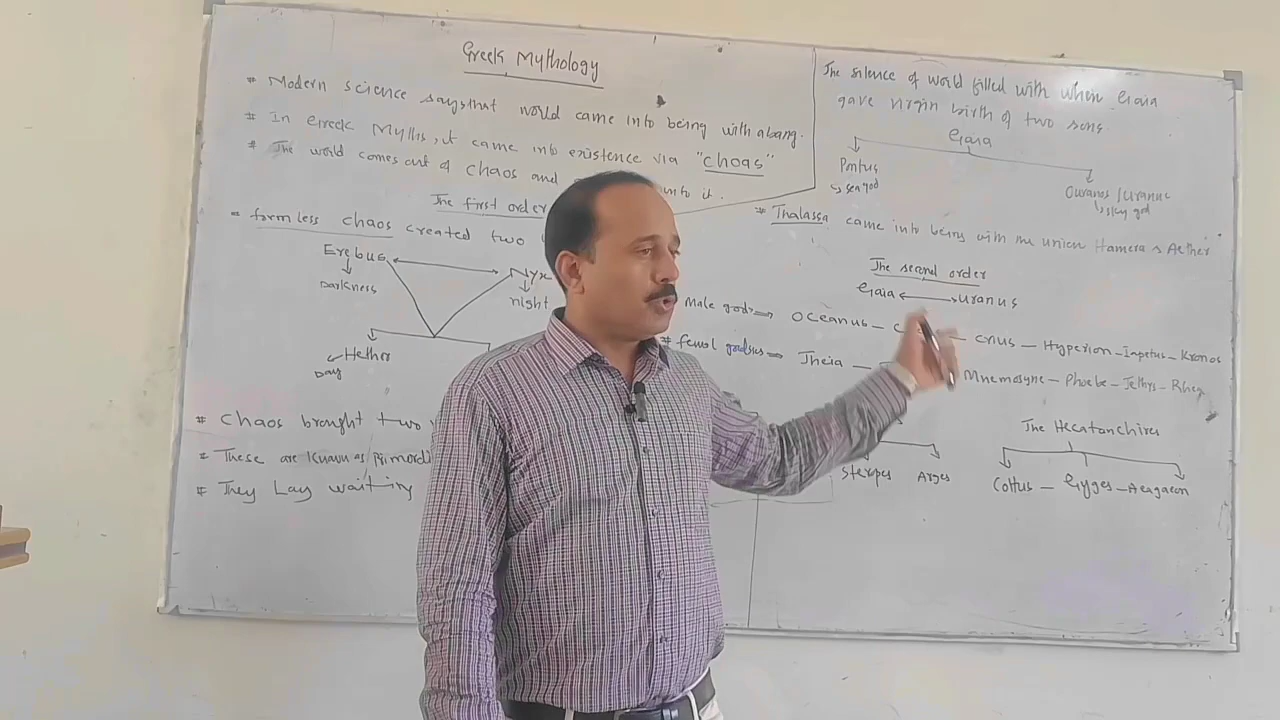 Greek Mythology
* Modern science says that world came into being with a bang.
* In Greek Myths, it came into existence via "choas"
* The world comes out of chaos and into it.
The first order
* formless chaos created two
Erebus
Nyx
Darkness
night
Hether
Day
* Chaos brought two
* These are known as Primordi
* They Lay waiting
The silence of world filled with when Gaia
gave virgin birth of two sons.
Gaia
Pontus
sea god
Ouranos / uranus
sky god
* Thalassa came into being with the union Hamera & Aether
The second order
Gaia uranus
Male gods Oceanus - crius - Hyperion - Iapetus - Kronos
* femal Theia - Mnemosyne - Phoebe - Tethys - Rhea
Steropes Arges
The Hecatonchires
Cottus - Gyges - Aeagaeon